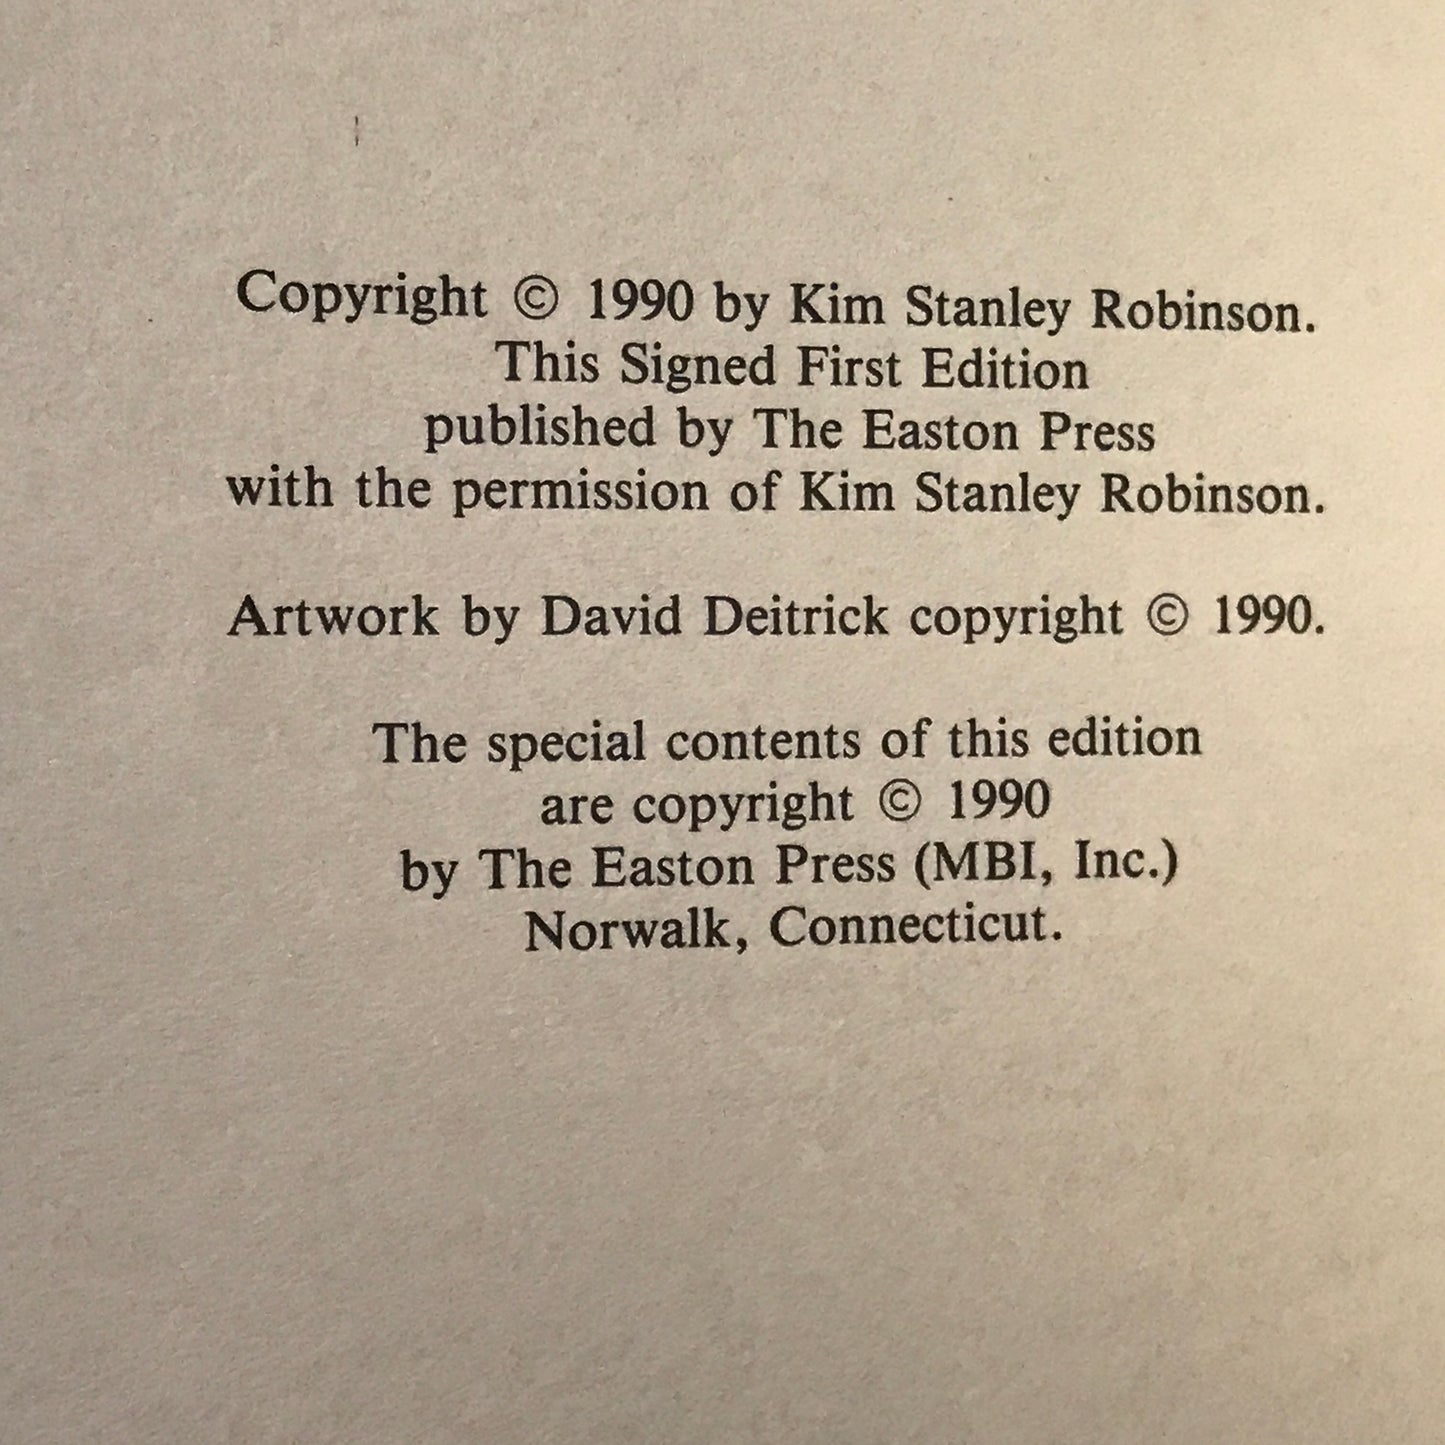 Copyright © 1990 by Kim Stanley Robinson.
This Signed First Edition
published by The Easton Press
with the permission of Kim Stanley Robinson.
Artwork by David Deitrick copyright © 1990.
The special contents of this edition
are copyright © 1990
by The Easton Press (MBI, Inc.)
Norwalk, Connecticut.